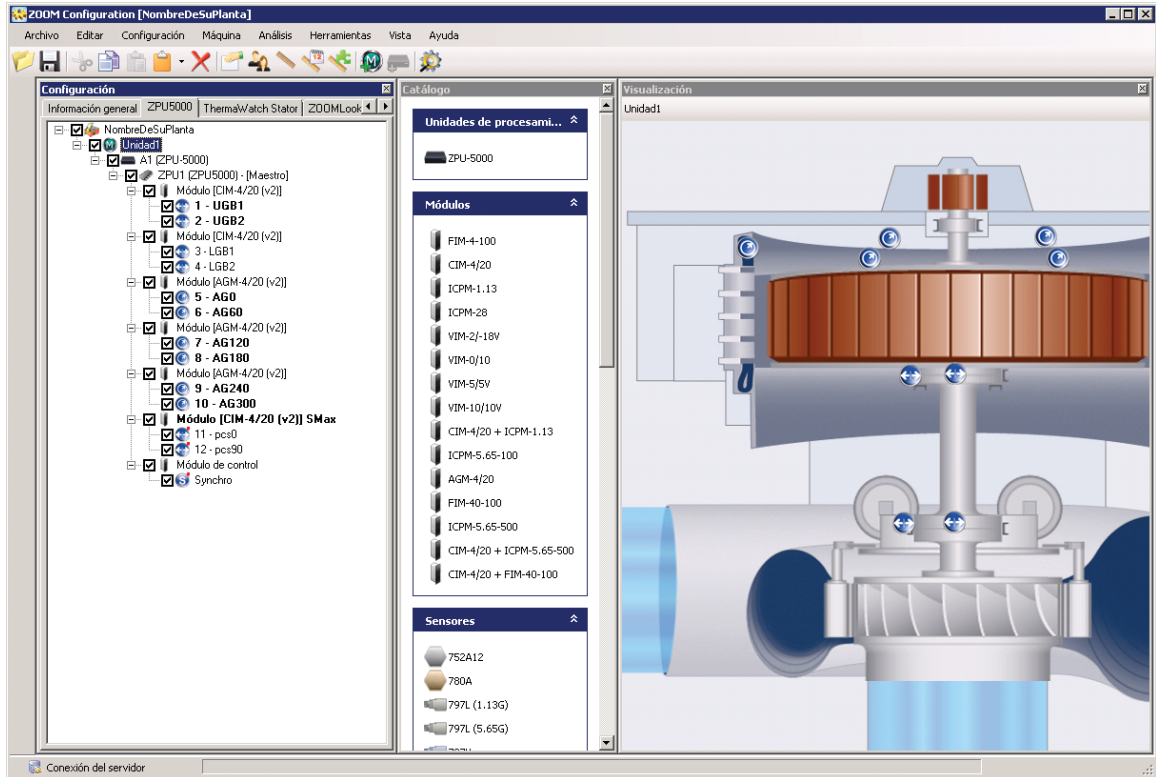 ZOOM Configuration [NombreDeSuPlanta]
Archivo Editar Configuración Máquina Análisis Herramientas Vista Ayuda
12
M
Configuración
Información general ZPU5000 ThermaWatch Stator ZOOMLook
NombreDeSuPlanta
Unidad1
A1 (ZPU-5000)
ZPU1 (ZPU5000) - [Maestro]
Módulo [CIM-4/20 (v2)]
1 - UGB1
2 - UGB2
Módulo [CIM-4/20 (v2)]
3 - LGB1
4 - LGB2
Módulo [AGM-4/20 (v2)]
5 - AG0
6 - AG60
Módulo [AGM-4/20 (v2)]
7 - AG120
8 - AG180
Módulo [AGM-4/20 (v2)]
9 - AG240
10 - AG300
Módulo [CIM-4/20 (v2)] SMax
11 - pcs0
12 - pcs90
Módulo de control
Synchro
Catálogo
Unidades de procesami...
ZPU-5000
Módulos
FIM-4-100
CIM-4/20
ICPM-1.13
ICPM-28
VIM-2/-18V
VIM-0/10
VIM-5/5V
VIM-10/10V
CIM-4/20 + ICPM-1.13
ICPM-5.65-100
AGM-4/20
FIM-40-100
ICPM-5.65-500
CIM-4/20 + ICPM-5.65-500
CIM-4/20 + FIM-40-100
Sensores
752A12
780A
797L (1.13G)
797L (5.65G)
Visualización
Unidad1
Conexión del servidor